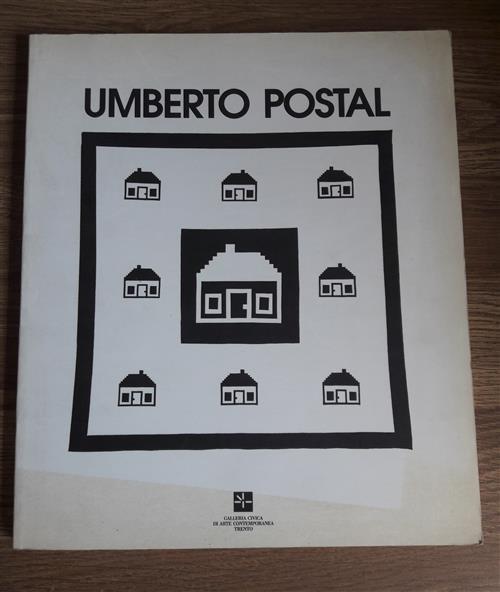 UMBERTO POSTAL
GALLERIA CIVICA
DI ARTE CONTEMPORANEA
TRENTO